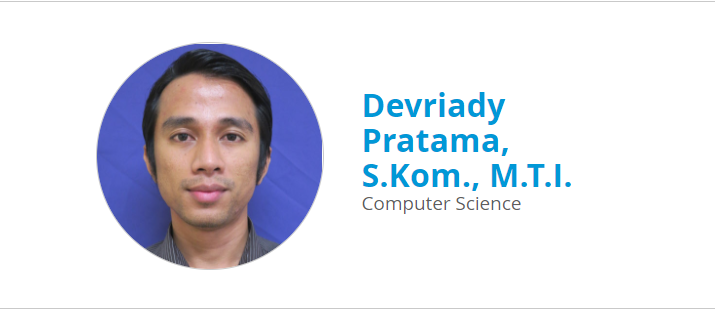 Devriady
Pratama,
S.Kom., M.T.I.
Computer Science